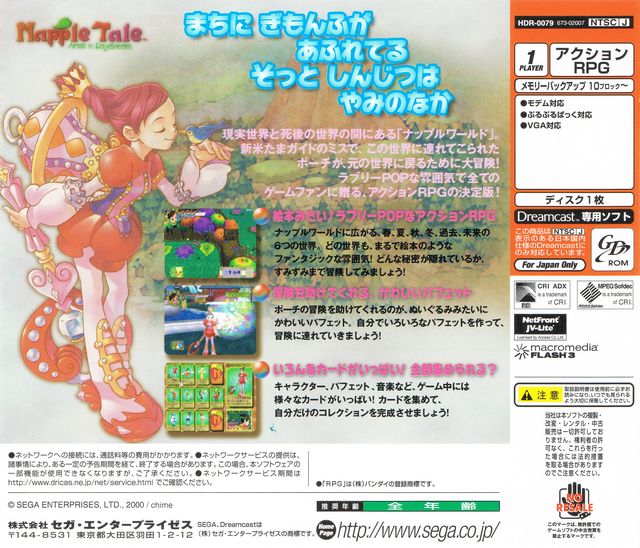 Napple Tale
Arsia in Daydream
まちに ぎもんふが
あふれてる
そっと しんじつは
やみのなか
現実世界と死後の世界の間にある「ナップルワールド」。
新米たまガイドのミスで、この世界に連れてこられた
ポーチが、元の世界に戻るために大冒険!
ラブリーPOPな雰囲気で全ての
ゲームファンに贈る、アクションRPGの決定版!
絵本みたい!ラブリーPOPなアクションRPG
ナップルワールドに広がる、春、夏、秋、冬、過去、未来の
6つの世界。どの世界も、まるで絵本のような
ファンタジックな雰囲気!どんな秘密が隠れているか、
すみずみまで冒険してみましょう!
冒険を助けてくれる、かわいいパフェット
ポーチの冒険を助けてくれるのが、ぬいぐるみみたいに
かわいいパフェット。自分でいろいろなパフェットを作って、
冒険に連れていきましょう!
いろんなカードがいっぱい!全部集められる?
キャラクター、パフェット、音楽など、ゲーム中には
様々なカードがいっぱい!カードを集めて、
自分だけのコレクションを完成させましょう!
HDR-0079 673-02007 NTSC J
1
PLAYER
アクション
RPG
メモリーバックアップ 10ブロック〜
●モデム対応
●ぷるぷるぱっく対応
●VGA対応
ディスク1枚
Dreamcast 専用ソフト
この商品は NTSC J
表示のある日本国内
仕様のDreamcastに
のみ対応しています。
For Japan Only
GD-ROM
CRI ADX
is a trademark
of CRI.
MPEG Sofdec
is a trademark
of CRI.
NetFront
JV-Lite
Licensed by Access Co., Ltd.
macromedia
FLASH 3
注意
取扱説明書は使用前に必ずお
読みになり、いつでも見られる
よう大切に保管してください。
当社は本ソフトの複製・
改変・レンタル・中古
販売は一切許可してお
りません。権利者の許
可なく、これらを行っ
た場合には法的措置
を取る場合があります
のでご注意ください。
NO
RESALE
このマークは、無許諾での
ゲームソフトの中古売買を
禁止するマークです。
●ネットワークへの接続には、通話料等の費用がかかります。●ネットワークサービスの提供は、
諸事情により、ある一定の予告期間を経て、終了する場合があります。この場合、本ソフトウェアの
一部機能が使用できなくなりますが、ご了承ください。●ネットワークサービス期間は
http://www.dricas.ne.jp/net/service.html でご確認ください。
●「RPG」は(株)バンダイの登録商標です。
© SEGA ENTERPRISES, LTD., 2000 / chime
推奨年齢 全年齢
株式会社 セガ・エンタープライゼス
〒144-8531 東京都大田区羽田1-2-12
SEGA、Dreamcastは
(株)セガ・エンタープライゼスの商標です。
Home
Page
http://www.sega.co.jp/